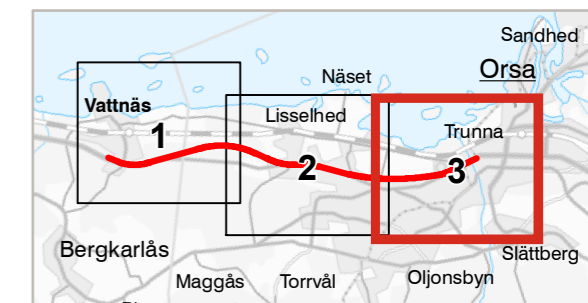 Sandhed
Orsa
Näset
Vattnäs
Lisselhed
Trunna
1
2
3
Bergkarlås
Slättberg
Maggås
Torrvål
Oljonsbyn